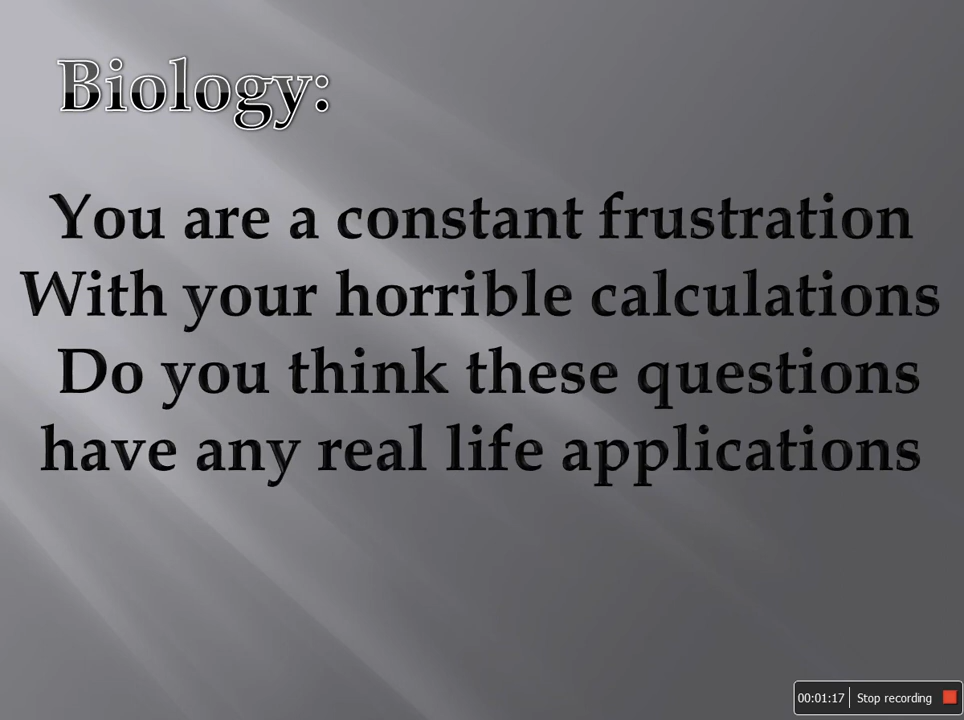 Biology:
You are a constant frustration
With your horrible calculations
Do you think these questions
have any real life applications
00:01:17 Stop recording